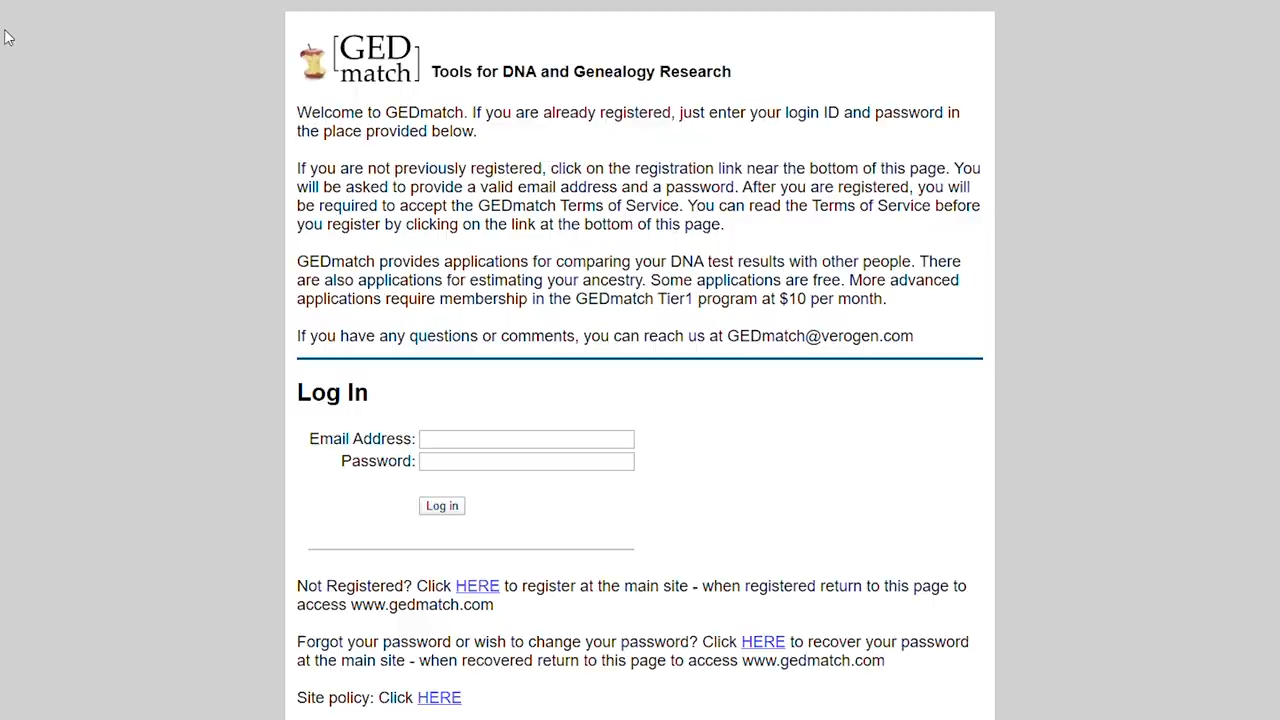 [GED
match]
Tools for DNA and Genealogy Research
Welcome to GEDmatch. If you are already registered, just enter your login ID and password in
the place provided below.
If you are not previously registered, click on the registration link near the bottom of this page. You
will be asked to provide a valid email address and a password. After you are registered, you will
be required to accept the GEDmatch Terms of Service. You can read the Terms of Service before
you register by clicking on the link at the bottom of this page.
GEDmatch provides applications for comparing your DNA test results with other people. There
are also applications for estimating your ancestry. Some applications are free. More advanced
applications require membership in the GEDmatch Tier1 program at $10 per month.
If you have any questions or comments, you can reach us at GEDmatch@verogen.com
Log In
Email Address:
Password:
Log in
Not Registered? Click HERE to register at the main site - when registered return to this page to
access www.gedmatch.com
Forgot your password or wish to change your password? Click HERE to recover your password
at the main site - when recovered return to this page to access www.gedmatch.com
Site policy: Click HERE